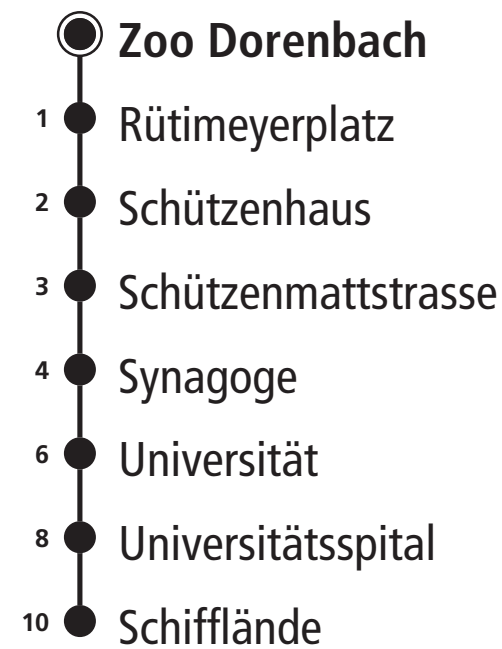 Zoo Dorenbach
1 Rütimeyerplatz
2 Schützenhaus
3 Schützenmattstrasse
4 Synagoge
6 Universität
8 Universitätsspital
10 Schifflände